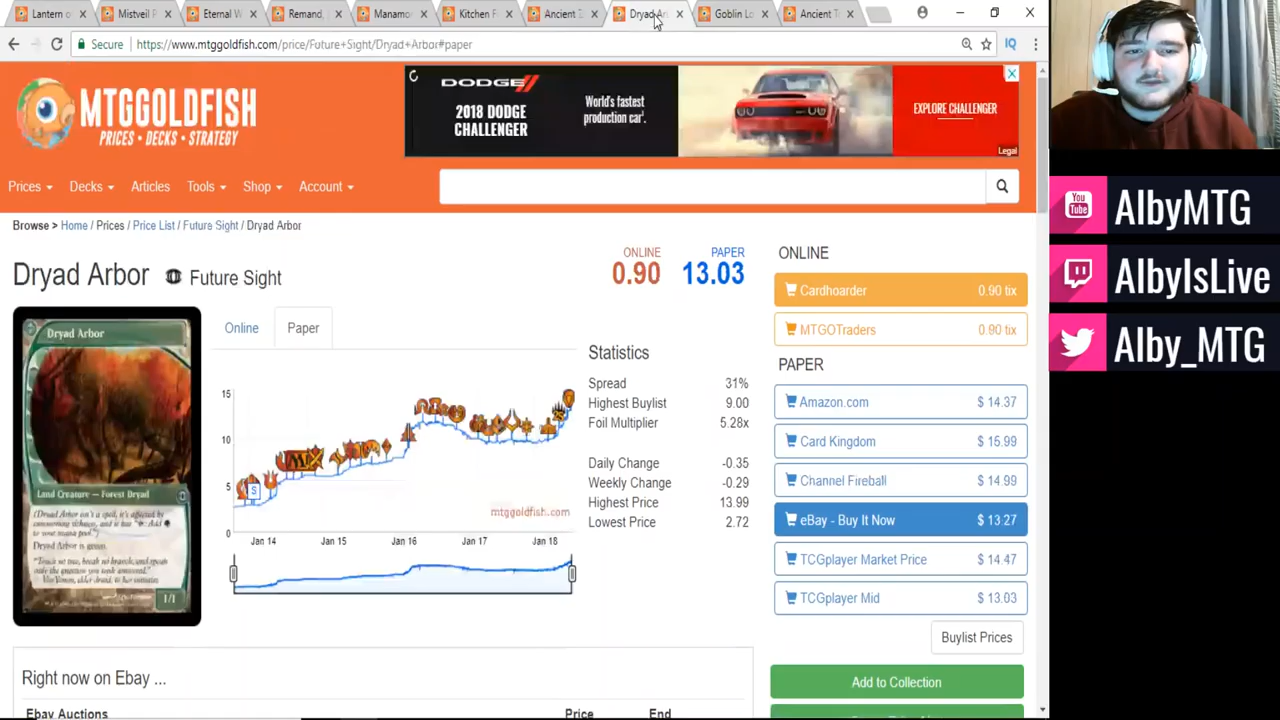 Lantern o
Mistveil P
Eternal W
Remand,
Manamo
Kitchen F
Ancient Z
Dryad Ar
Goblin Lo
Ancient T
Secure
https://www.mtggoldfish.com/price/Future+Sight/Dryad+Arbor#paper
MTGGOLDFISH
PRICES • DECKS • STRATEGY
DODGE
2018 DODGE
CHALLENGER
World's fastest
production car¹.
EXPLORE CHALLENGER
Legal
Prices
Decks
Articles
Tools
Shop
Account
Browse > Home / Prices / Price List / Future Sight / Dryad Arbor
Dryad Arbor
Future Sight
ONLINE
0.90
PAPER
13.03
Dryad Arbor
Land Creature — Forest Dryad
Dryad Arbor is green.
1/1
Online
Paper
15
10
5
0
S
mtggoldfish.com
Jan 14
Jan 15
Jan 16
Jan 17
Jan 18
Statistics
Spread 31%
Highest Buylist 9.00
Foil Multiplier 5.28x
Daily Change -0.35
Weekly Change -0.29
Highest Price 13.99
Lowest Price 2.72
ONLINE
Cardhoarder 0.90 tix
MTGOTraders 0.90 tix
PAPER
Amazon.com $ 14.37
Card Kingdom $ 15.99
Channel Fireball $ 14.99
eBay - Buy It Now $ 13.27
TCGplayer Market Price $ 14.47
TCGplayer Mid $ 13.03
Buylist Prices
Add to Collection
Right now on Ebay ...
Ebay Auctions Price End
You
Tube
AlbyMTG
AlbyIsLive
Alby_MTG